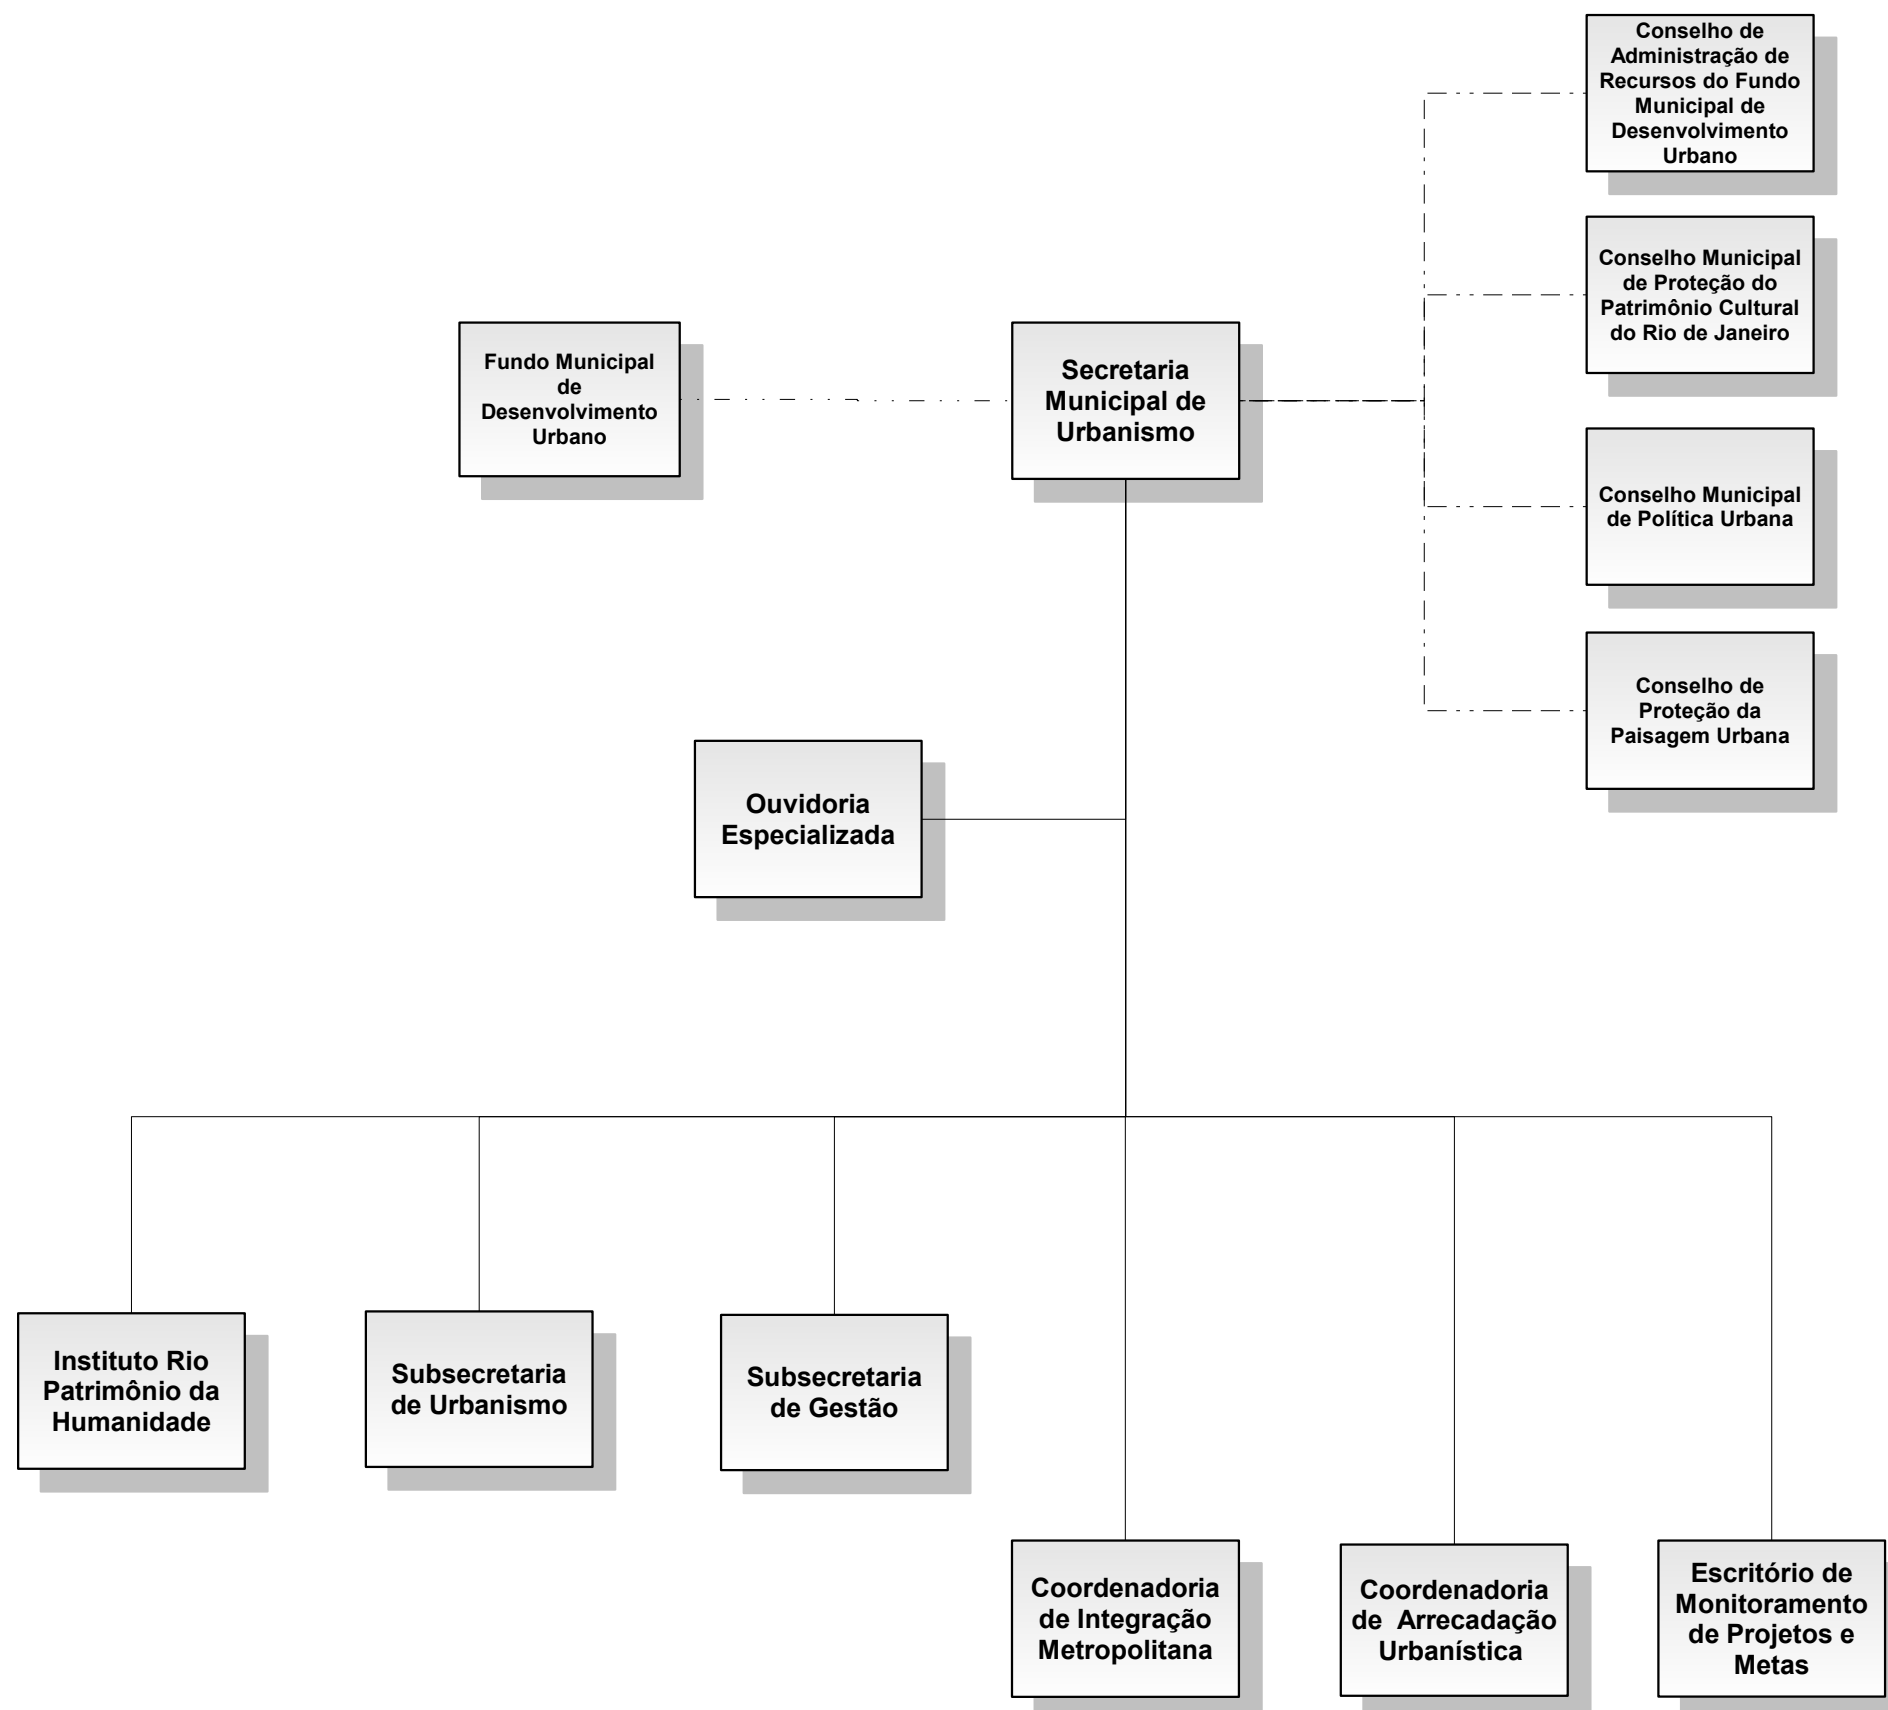 Conselho de
Administração de
Recursos do Fundo
Municipal de
Desenvolvimento
Urbano
Conselho Municipal
de Proteção do
Patrimônio Cultural
do Rio de Janeiro
Fundo Municipal
de
Desenvolvimento
Urbano
Secretaria
Municipal de
Urbanismo
Conselho Municipal
de Política Urbana
Conselho de
Proteção da
Paisagem Urbana
Ouvidoria
Especializada
Instituto Rio
Patrimônio da
Humanidade
Subsecretaria
de Urbanismo
Subsecretaria
de Gestão
Coordenadoria
de Integração
Metropolitana
Coordenadoria
de  Arrecadação
Urbanística
Escritório de
Monitoramento
de Projetos e
Metas